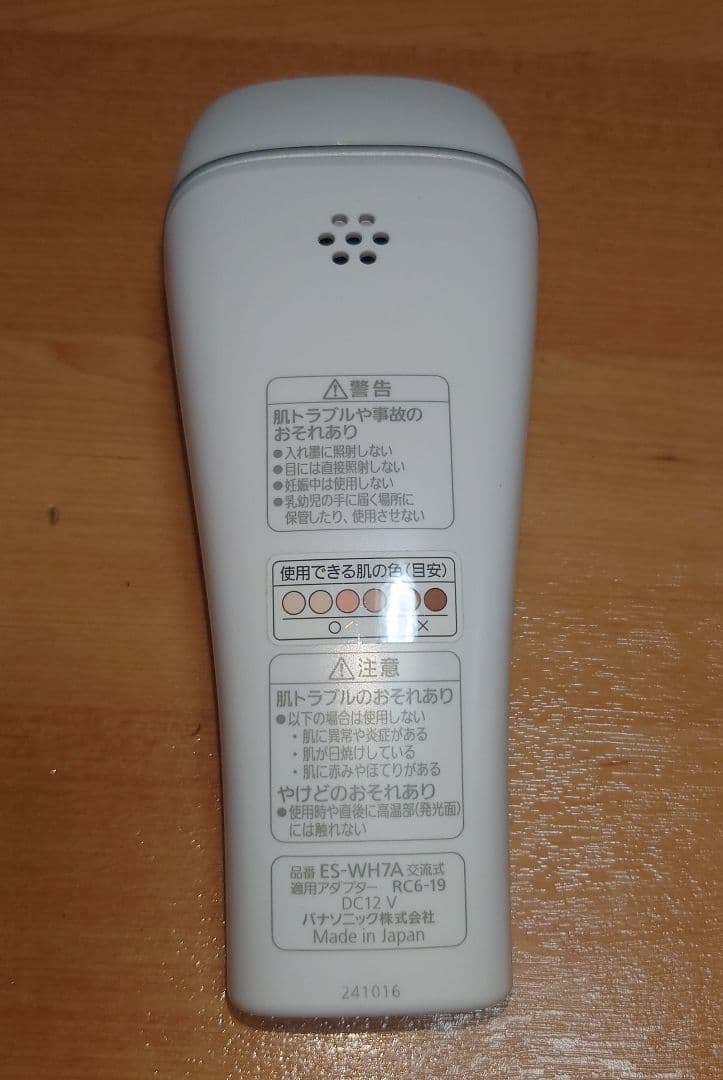 ⚠警告
肌トラブルや事故の
おそれあり
●入れ墨に照射しない
●目には直接照射しない
●妊娠中は使用しない
●乳幼児の手に届く場所に
保管したり、使用させない
使用できる肌の色(目安)
○ ×
⚠注意
肌トラブルのおそれあり
●以下の場合は使用しない
・肌に異常や炎症がある
・肌が日焼けしている
・肌に赤みやほてりがある
やけどのおそれあり
●使用時や直後に高温部(発光面)
には触れない
品番 ES-WH7A 交流式
適用アダプター RC6-19
DC12 V
パナソニック株式会社
Made in Japan
241016